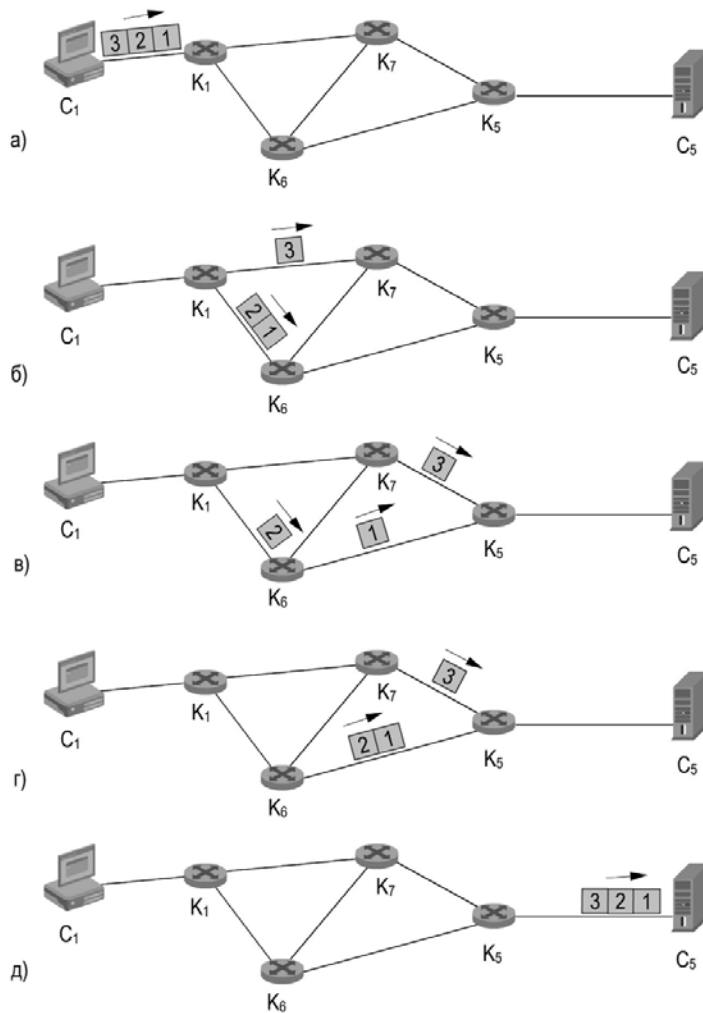 3 2 1
C₁
K₁
K₇
K₅
C₅
K₆
а)
3
K₇
K₁
2 1
C₁
K₅
C₅
K₆
б)
3
K₇
K₁
2
1
C₁
K₅
C₅
K₆
в)
3
K₇
K₁
2 1
C₁
K₅
C₅
K₆
г)
K₇
K₁
3 2 1
C₁
K₅
C₅
K₆
д)